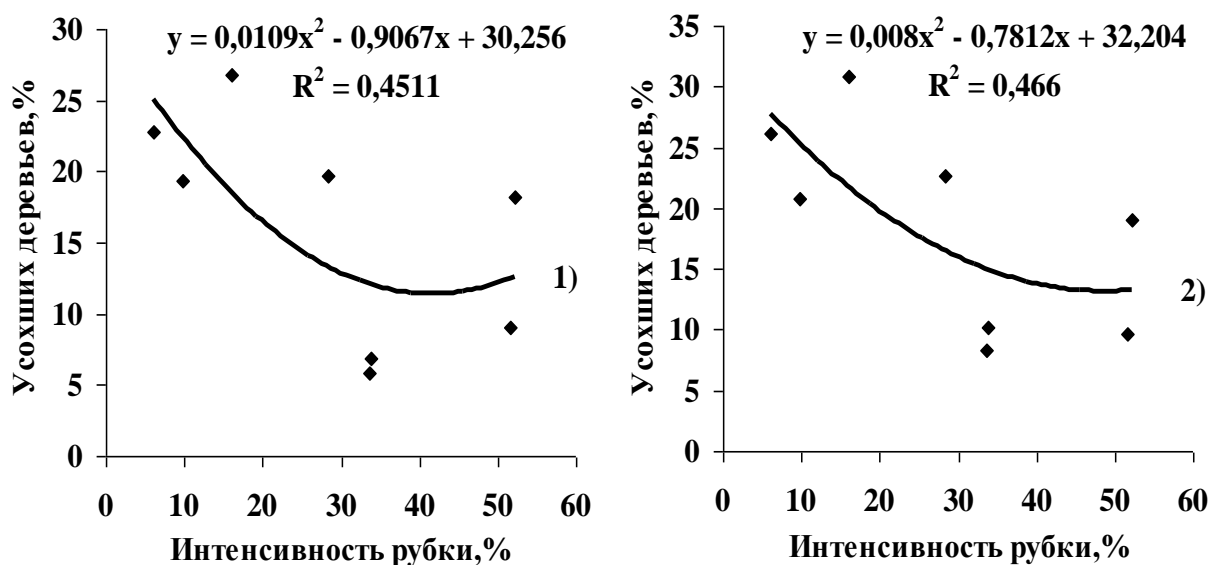 y = 0,0109x² - 0,9067x + 30,256
R² = 0,4511
Усохших деревьев,%
30
25
20
15
10
5
0
0 10 20 30 40 50 60
Интенсивность рубки,%
1)
y = 0,008x² - 0,7812x + 32,204
R² = 0,466
Усохших деревьев,%
35
30
25
20
15
10
5
0
0 10 20 30 40 50 60
Интенсивность рубки,%
2)